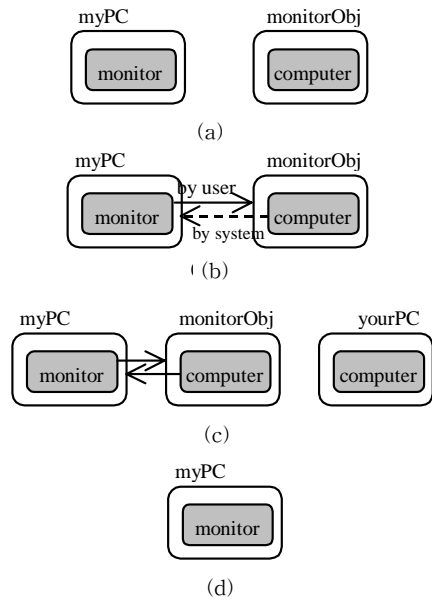 myPC monitorObj
monitor computer
(a)
myPC monitorObj
by user
monitor computer
by system
(b)
myPC monitorObj yourPC
monitor computer computer
(c)
myPC
monitor
(d)